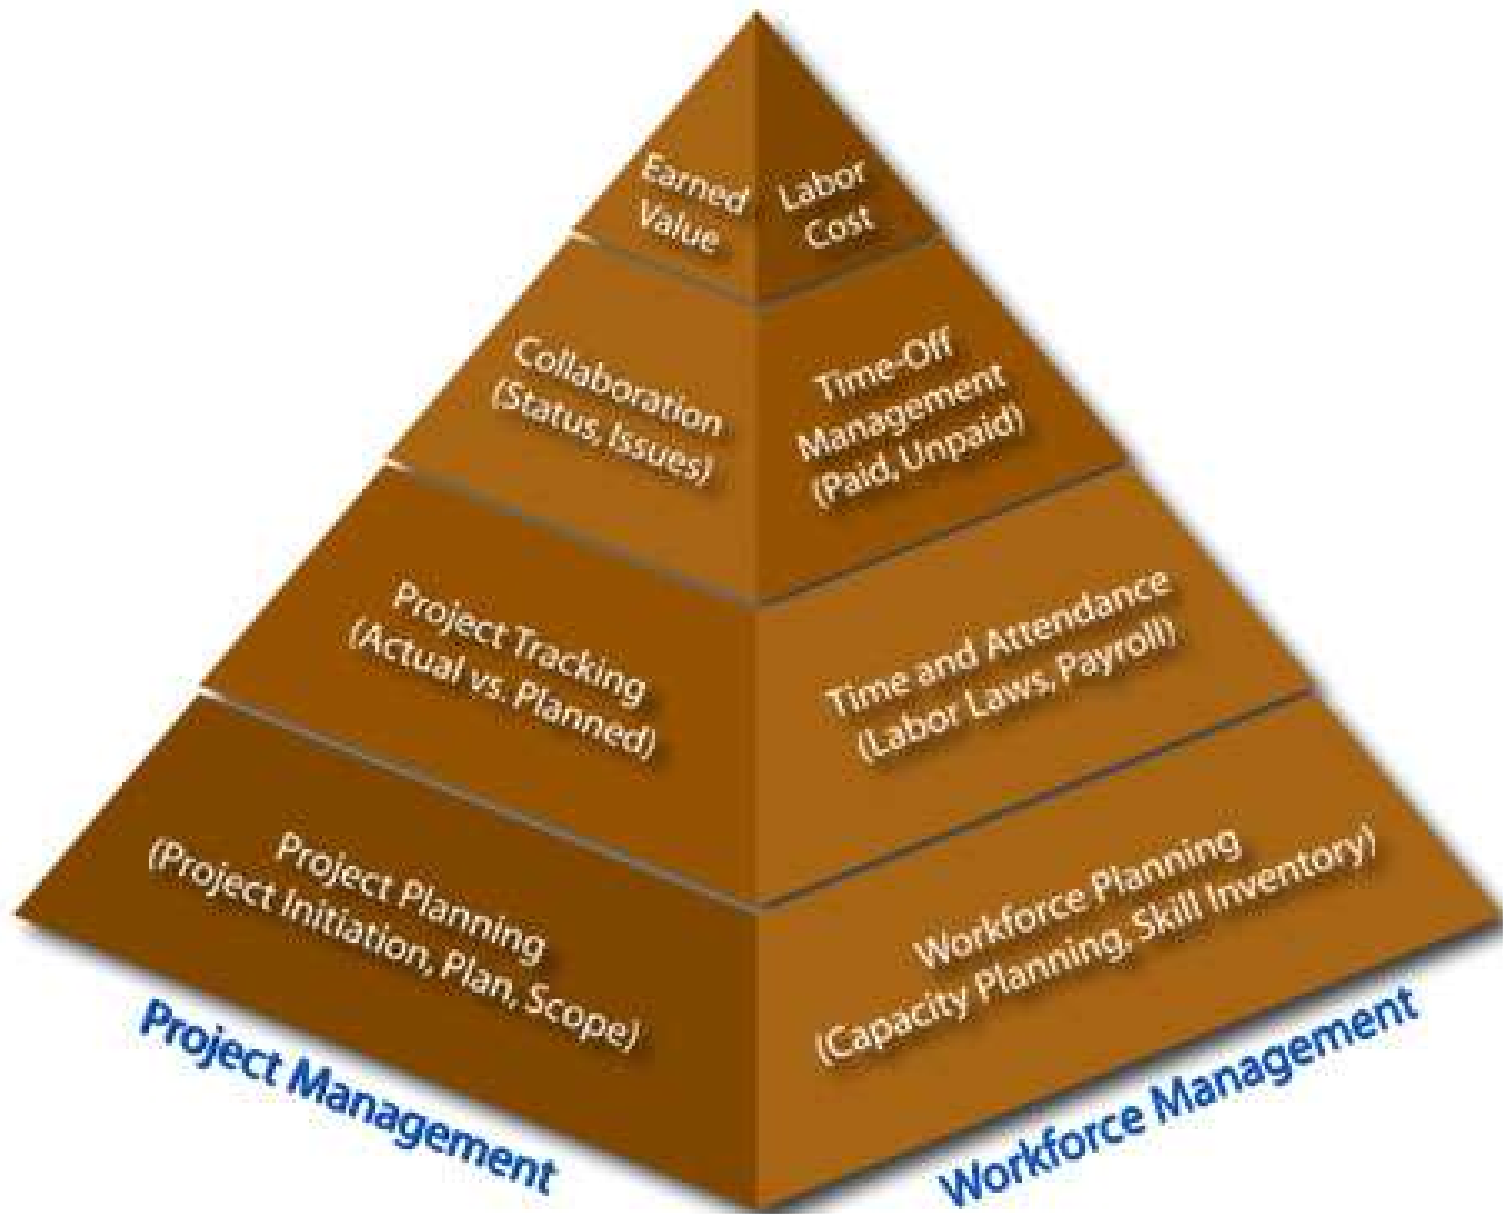 Earned
Value
Labor
Cost
Collaboration
(Status, Issues)
Time-Off
Management
(Paid, Unpaid)
Project Tracking
(Actual vs. Planned)
Time and Attendance
(Labor Laws, Payroll)
Project Planning
(Project Initiation, Plan, Scope)
Workforce Planning
(Capacity Planning, Skill Inventory)
Project Management
Workforce Management